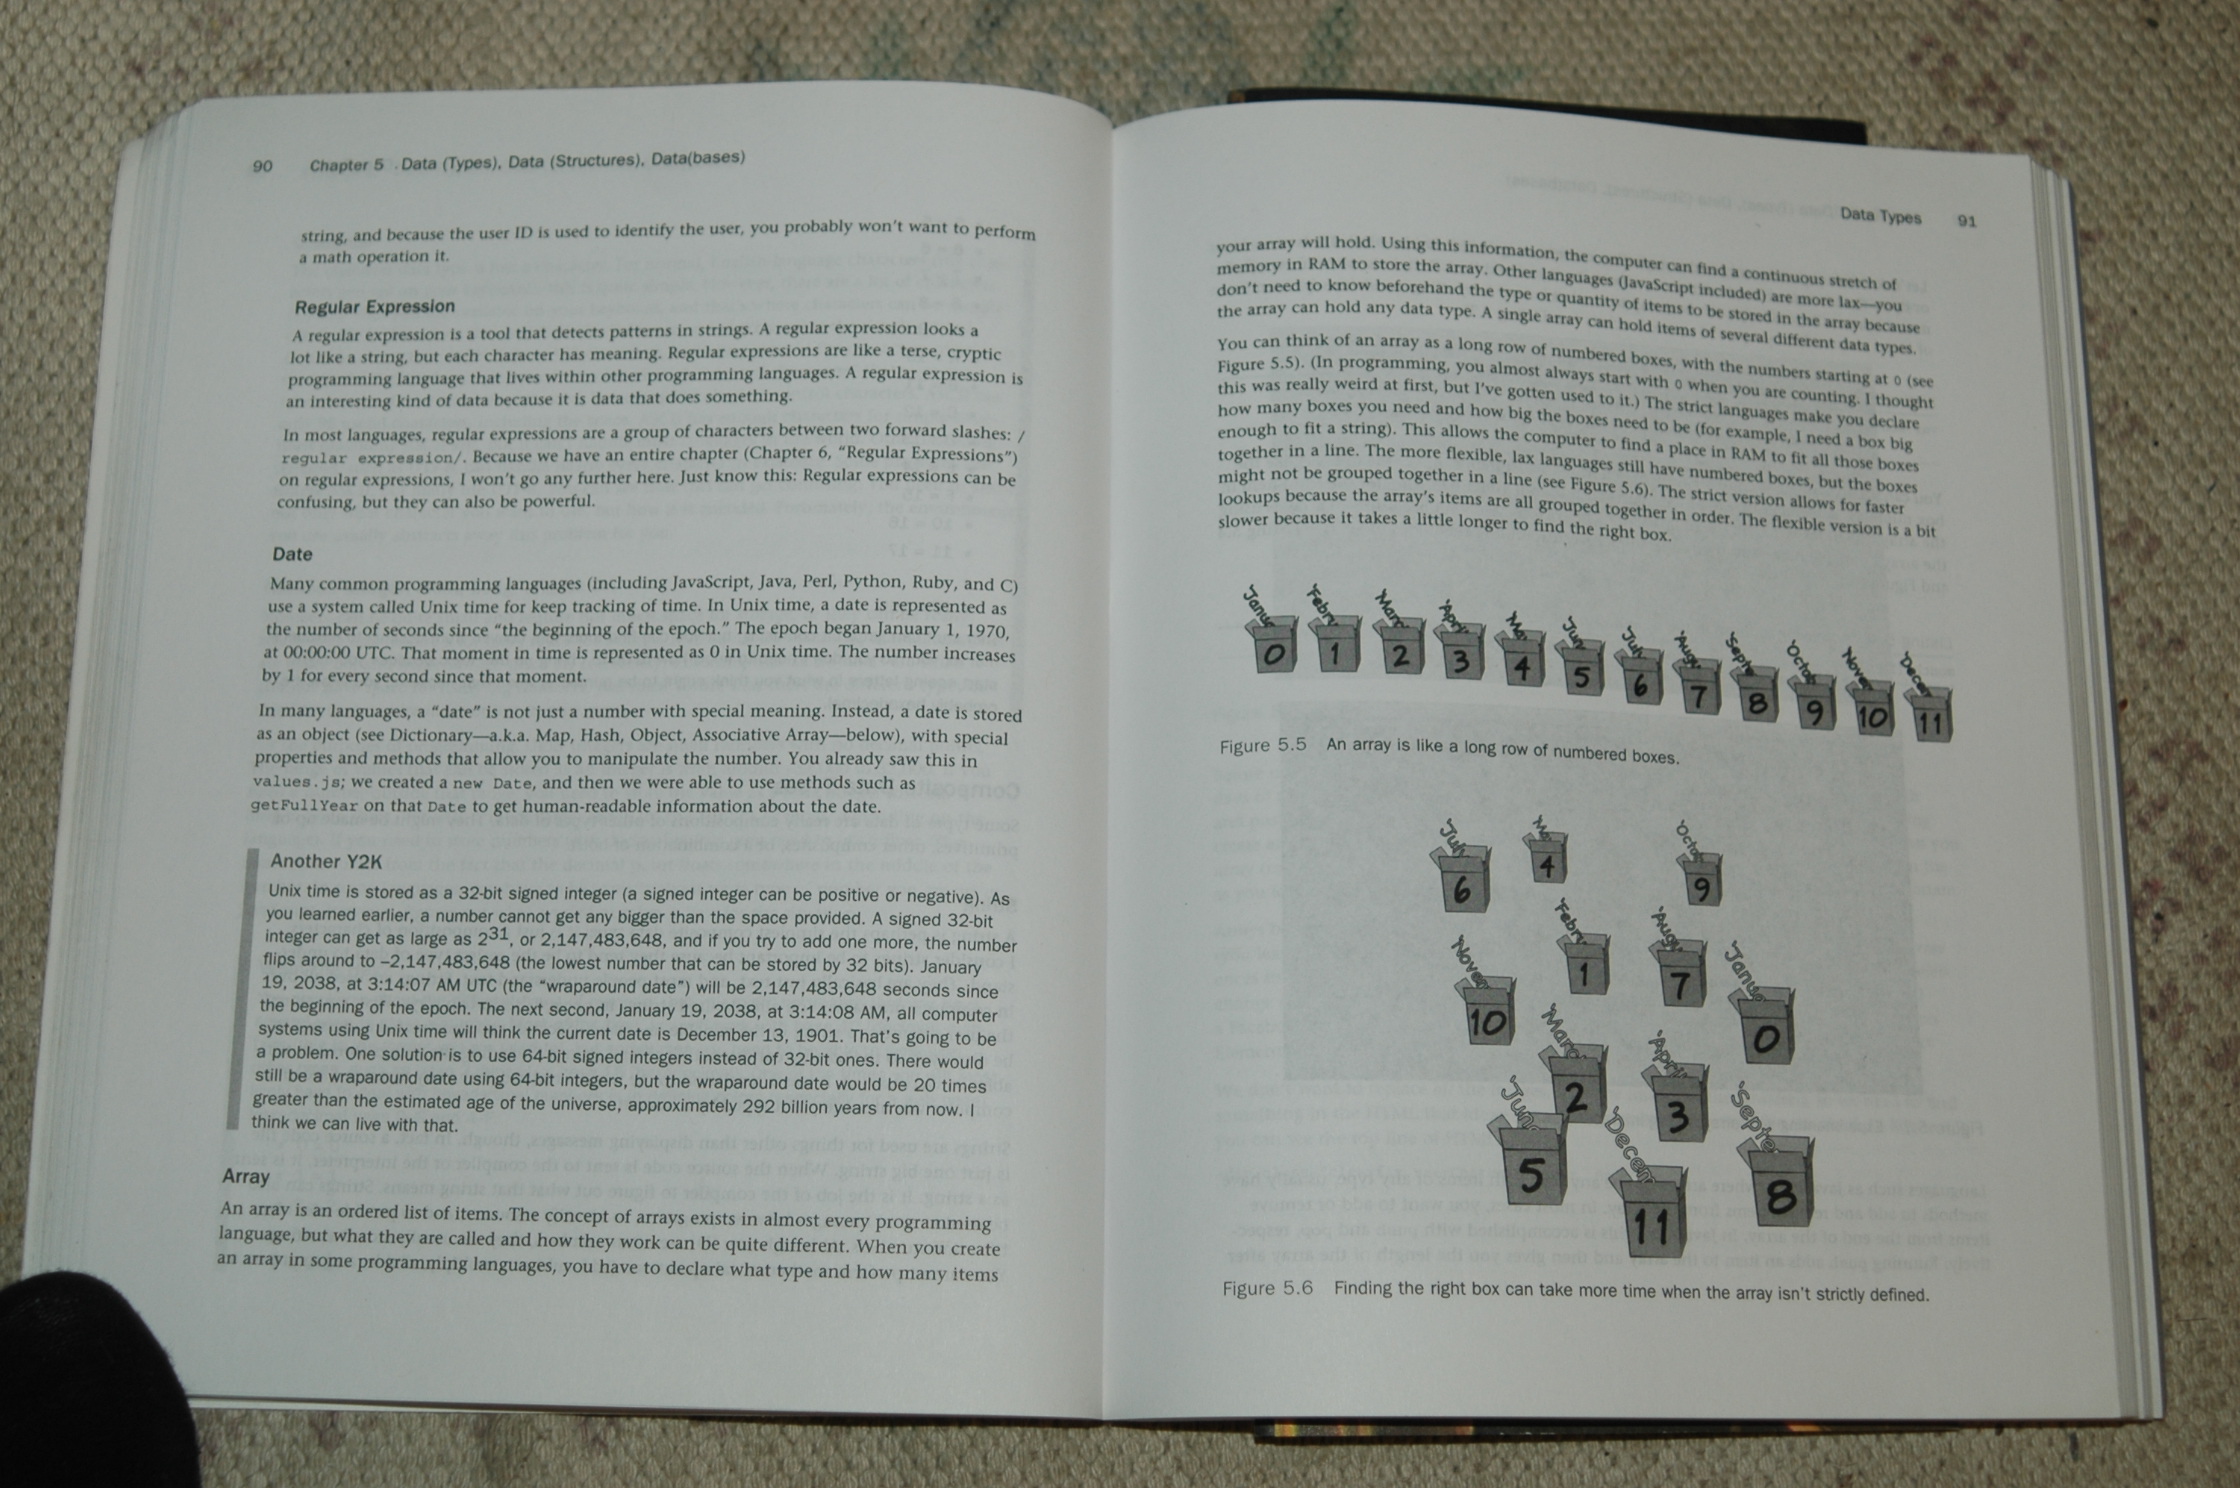 90 Chapter 5 . Data (Types), Data (Structures), Data(bases)
string, and because the user ID is used to identify the user, you probably won't want to perform
a math operation it.
Regular Expression
A regular expression is a tool that detects patterns in strings. A regular expression looks a
lot like a string, but each character has meaning. Regular expressions are like a terse, cryptic
programming language that lives within other programming languages. A regular expression is
an interesting kind of data because it is data that does something.
In most languages, regular expressions are a group of characters between two forward slashes: /
regular expression/. Because we have an entire chapter (Chapter 6, “Regular Expressions”)
on regular expressions, I won't go any further here. Just know this: Regular expressions can be
confusing, but they can also be powerful.
Date
Many common programming languages (including JavaScript, Java, Perl, Python, Ruby, and C)
use a system called Unix time for keep tracking of time. In Unix time, a date is represented as
the number of seconds since “the beginning of the epoch.” The epoch began January 1, 1970,
at 00:00:00 UTC. That moment in time is represented as 0 in Unix time. The number increases
by 1 for every second since that moment.
In many languages, a “date” is not just a number with special meaning. Instead, a date is stored
as an object (see Dictionary—a.k.a. Map, Hash, Object, Associative Array—below), with special
properties and methods that allow you to manipulate the number. You already saw this in
values.js; we created a new Date, and then we were able to use methods such as
getFullYear on that Date to get human-readable information about the date.
Another Y2K
Unix time is stored as a 32-bit signed integer (a signed integer can be positive or negative). As
you learned earlier, a number cannot get any bigger than the space provided. A signed 32-bit
integer can get as large as 2^31, or 2,147,483,648, and if you try to add one more, the number
flips around to –2,147,483,648 (the lowest number that can be stored by 32 bits). January
19, 2038, at 3:14:07 AM UTC (the “wraparound date”) will be 2,147,483,648 seconds since
the beginning of the epoch. The next second, January 19, 2038, at 3:14:08 AM, all computer
systems using Unix time will think the current date is December 13, 1901. That's going to be
a problem. One solution is to use 64-bit signed integers instead of 32-bit ones. There would
still be a wraparound date using 64-bit integers, but the wraparound date would be 20 times
greater than the estimated age of the universe, approximately 292 billion years from now. I
think we can live with that.
Array
An array is an ordered list of items. The concept of arrays exists in almost every programming
language, but what they are called and how they work can be quite different. When you create
an array in some programming languages, you have to declare what type and how many items
Data Types 91
your array will hold. Using this information, the computer can find a continuous stretch of
memory in RAM to store the array. Other languages (JavaScript included) are more lax—you
don't need to know beforehand the type or quantity of items to be stored in the array because
the array can hold any data type. A single array can hold items of several different data types.
You can think of an array as a long row of numbered boxes, with the numbers starting at 0 (see
Figure 5.5). (In programming, you almost always start with 0 when you are counting. I thought
this was really weird at first, but I've gotten used to it.) The strict languages make you declare
how many boxes you need and how big the boxes need to be (for example, I need a box big
enough to fit a string). This allows the computer to find a place in RAM to fit all those boxes
together in a line. The more flexible, lax languages still have numbered boxes, but the boxes
might not be grouped together in a line (see Figure 5.6). The strict version allows for faster
lookups because the array's items are all grouped together in order. The flexible version is a bit
slower because it takes a little longer to find the right box.
'Janua 'Febru 'Marc 'April 'Ma 'Jun 'July 'Augu 'Septe 'Octob 'Nove 'Decem
0 1 2 3 4 5 6 7 8 9 10 11
Figure 5.5 An array is like a long row of numbered boxes.
'July 'Ma 'Octob
6 4 9
'Nove 'Febru 'Augu 'Janua
10 1 7 0
'June 'Marc 'April 'Septe
5 2 3 8
'Decem
11
Figure 5.6 Finding the right box can take more time when the array isn't strictly defined.